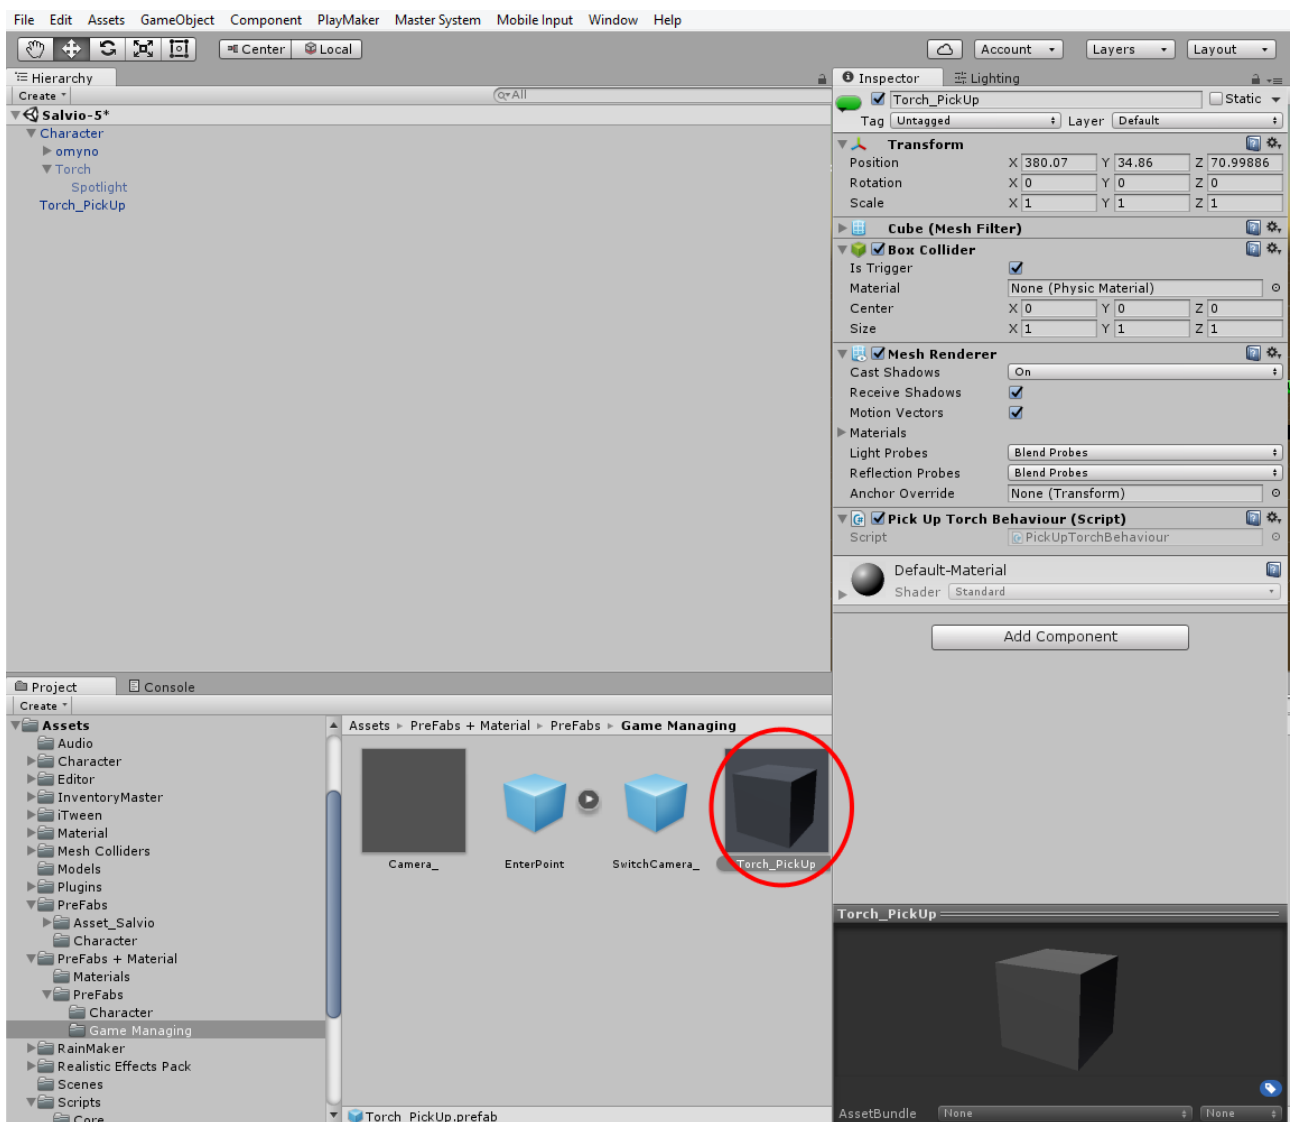 File Edit Assets GameObject Component PlayMaker Master System Mobile Input Window Help
Center Local Account Layers Layout
Hierarchy
Create All
Salvio-5*
Character
omyno
Torch
Spotlight
Torch_PickUp
Inspector Lighting
Torch_PickUp Static
Tag Untagged Layer Default
Transform
Position X 380.07 Y 34.86 Z 70.99886
Rotation X 0 Y 0 Z 0
Scale X 1 Y 1 Z 1
Cube (Mesh Filter)
Box Collider
Is Trigger
Material None (Physic Material)
Center X 0 Y 0 Z 0
Size X 1 Y 1 Z 1
Mesh Renderer
Cast Shadows On
Receive Shadows
Motion Vectors
Materials
Light Probes Blend Probes
Reflection Probes Blend Probes
Anchor Override None (Transform)
Pick Up Torch Behaviour (Script)
Script PickUpTorchBehaviour
Default-Material
Shader Standard
Add Component
Project Console
Create
Assets
Audio
Character
Editor
InventoryMaster
iTween
Material
Mesh Colliders
Models
Plugins
PreFabs
Asset_Salvio
Character
PreFabs + Material
Materials
PreFabs
Character
Game Managing
RainMaker
Realistic Effects Pack
Scenes
Scripts
Core
Assets PreFabs + Material PreFabs Game Managing
Camera_ EnterPoint SwitchCamera_ Torch_PickUp
Torch_PickUp.prefab
Torch_PickUp
AssetBundle None None